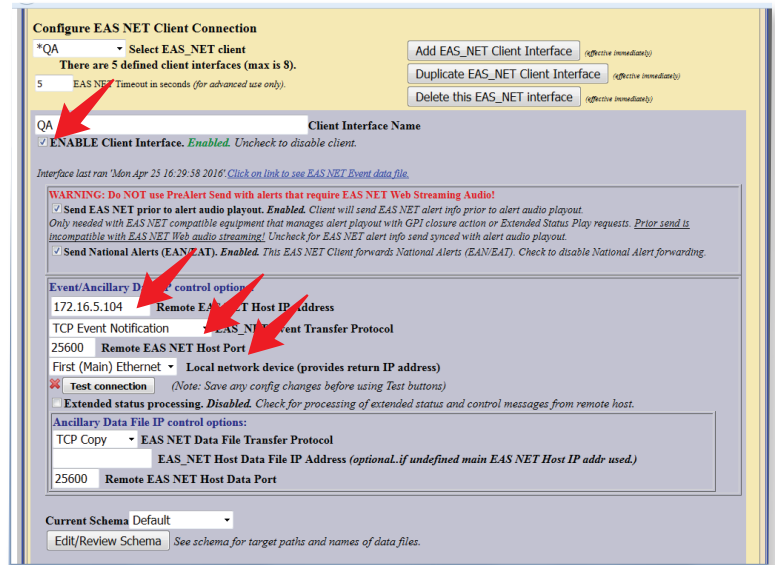 Configure EAS NET Client Connection
*QA Select EAS_NET client
There are 5 defined client interfaces (max is 8).
5 EAS NET Timeout in seconds (for advanced use only).
Add EAS_NET Client Interface (effective immediately)
Duplicate EAS_NET Client Interface (effective immediately)
Delete this EAS_NET interface (effective immediately)
QA Client Interface Name
ENABLE Client Interface. Enabled. Uncheck to disable client.
Interface last ran 'Mon Apr 25 16:29:58 2016'.Click on link to see EAS NET Event data file.
WARNING: Do NOT use PreAlert Send with alerts that require EAS NET Web Streaming Audio!
Send EAS NET prior to alert audio playout. Enabled. Client will send EAS NET alert info prior to alert audio playout.
Only needed with EAS NET compatible equipment that manages alert playout with GPI closure action or Extended Status Play requests. Prior send is
incompatible with EAS NET Web audio streaming! Uncheck for EAS NET alert info send synced with alert audio playout.
Send National Alerts (EAN/EAT). Enabled. This EAS NET Client forwards National Alerts (EAN/EAT). Check to disable National Alert forwarding.
Event/Ancillary Data IP control options:
172.16.5.104 Remote EAS NET Host IP Address
TCP Event Notification EAS_NET Event Transfer Protocol
25600 Remote EAS NET Host Port
First (Main) Ethernet Local network device (provides return IP address)
Test connection (Note: Save any config changes before using Test buttons)
Extended status processing. Disabled. Check for processing of extended status and control messages from remote host.
Ancillary Data File IP control options:
TCP Copy EAS NET Data File Transfer Protocol
EAS_NET Host Data File IP Address (optional..if undefined main EAS NET Host IP addr used.)
25600 Remote EAS NET Host Data Port
Current Schema Default
Edit/Review Schema See schema for target paths and names of data files.